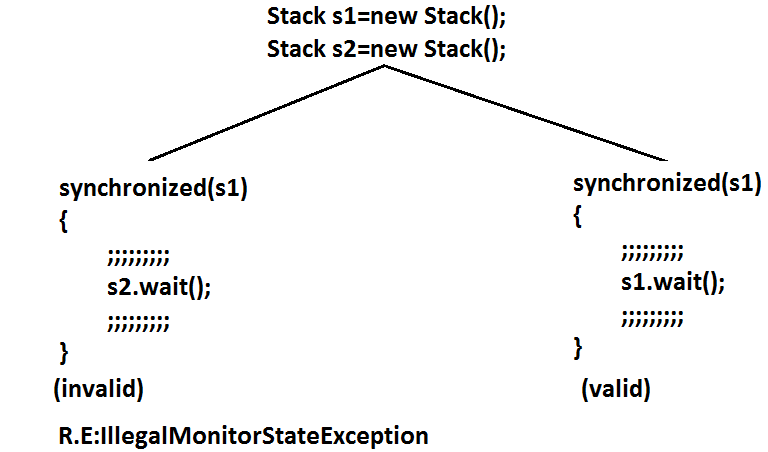 Stack s1=new Stack();
Stack s2=new Stack();
synchronized(s1)
{
;;;;;;;;;
s2.wait();
;;;;;;;;;
}
(invalid)
R.E:IllegalMonitorStateException
synchronized(s1)
{
;;;;;;;;;
s1.wait();
;;;;;;;;;
}
(valid)